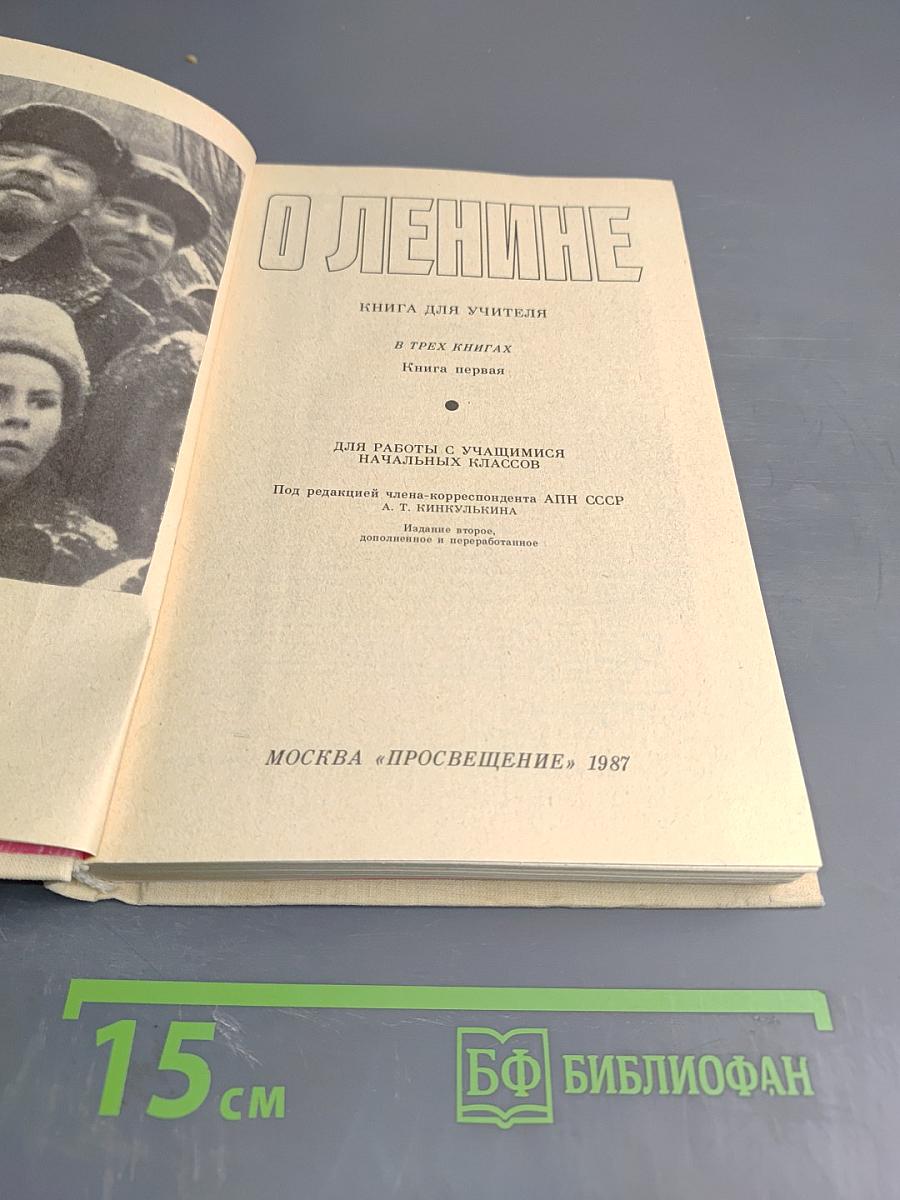 О ЛЕНИНЕ
КНИГА ДЛЯ УЧИТЕЛЯ
В ТРЕХ КНИГАХ
Книга первая
ДЛЯ РАБОТЫ С УЧАЩИМИСЯ
НАЧАЛЬНЫХ КЛАССОВ
Под редакцией члена-корреспондента АПН СССР
А. Т. КИНКУЛЬКИНА
Издание второе,
дополненное и переработанное
МОСКВА «ПРОСВЕЩЕНИЕ» 1987
15 см
БФ БИБЛИОФАН